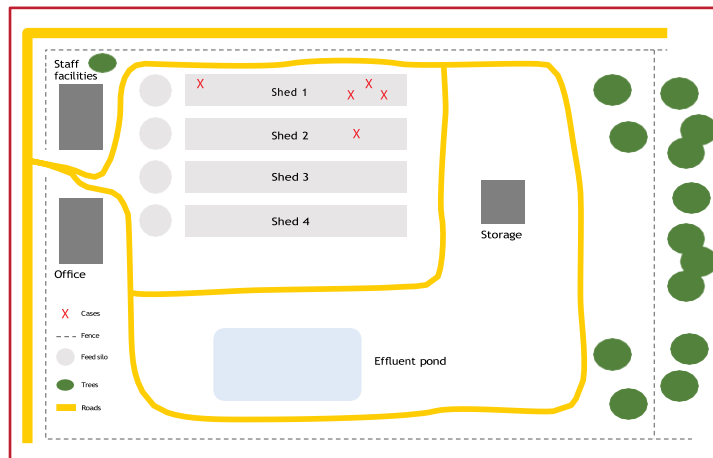 Staff
facilities
X
X
X X
Shed 1
X
Shed 2
Shed 3
Shed 4
Storage
Office
X Cases
Fence
Feed silo
Trees
Roads
Effluent pond